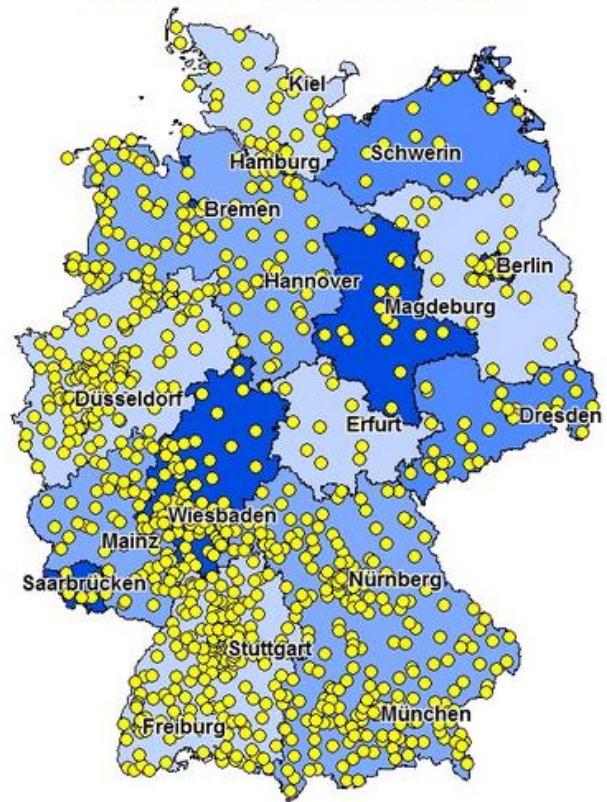 Kiel
Schwerin
Hamburg
Bremen
Berlin
Hannover
Magdeburg
Düsseldorf
Dresden
Erfurt
Wiesbaden
Mainz
Saarbrücken
Nürnberg
Stuttgart
München
Freiburg